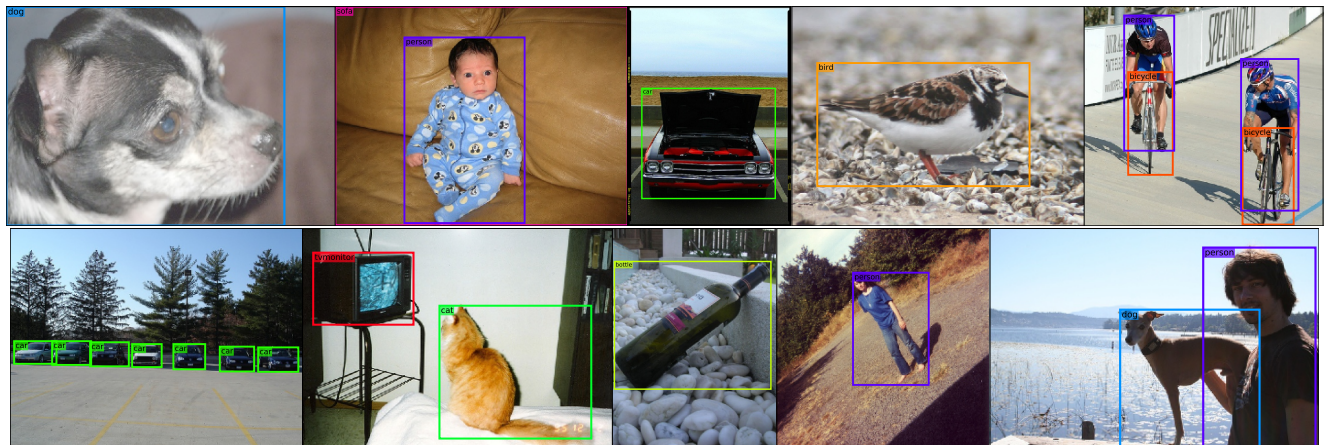 dog
sofa
person
car
bird
person
bicycle
person
bicycle
SPECIALIZED
car
car
car
car
car
car
car
tvmonitor
cat
bottle
person
dog
person